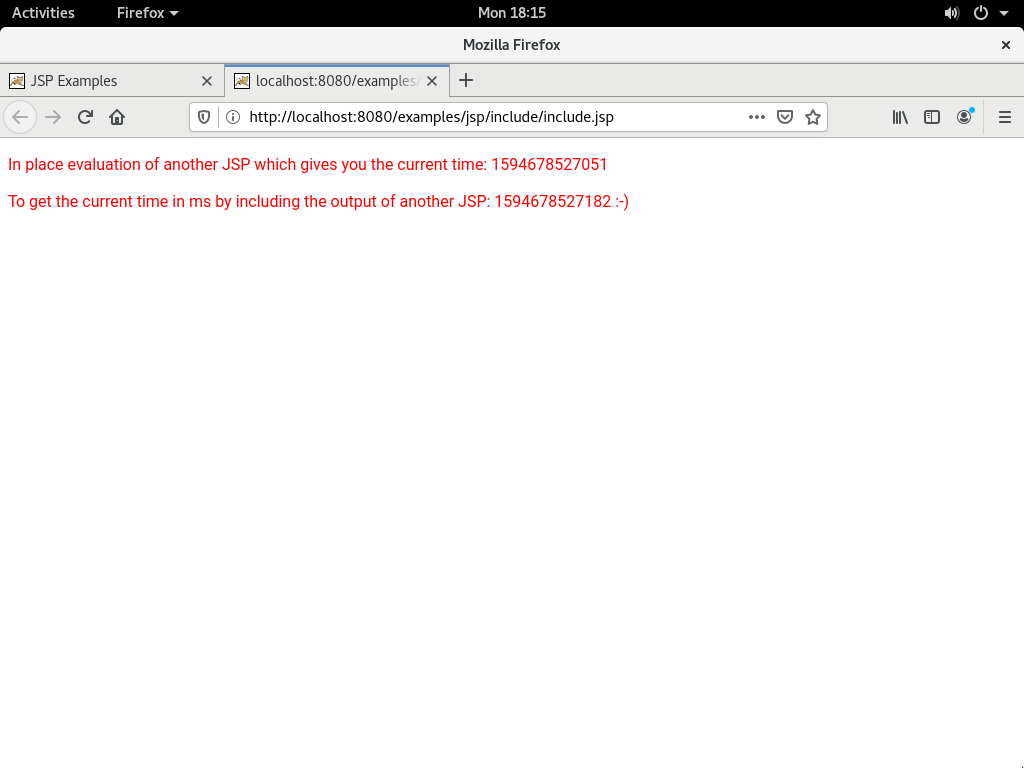 Activities Firefox Mon 18:15
Mozilla Firefox
JSP Examples localhost:8080/examples/
http://localhost:8080/examples/jsp/include/include.jsp
In place evaluation of another JSP which gives you the current time: 1594678527051
To get the current time in ms by including the output of another JSP: 1594678527182 :-)